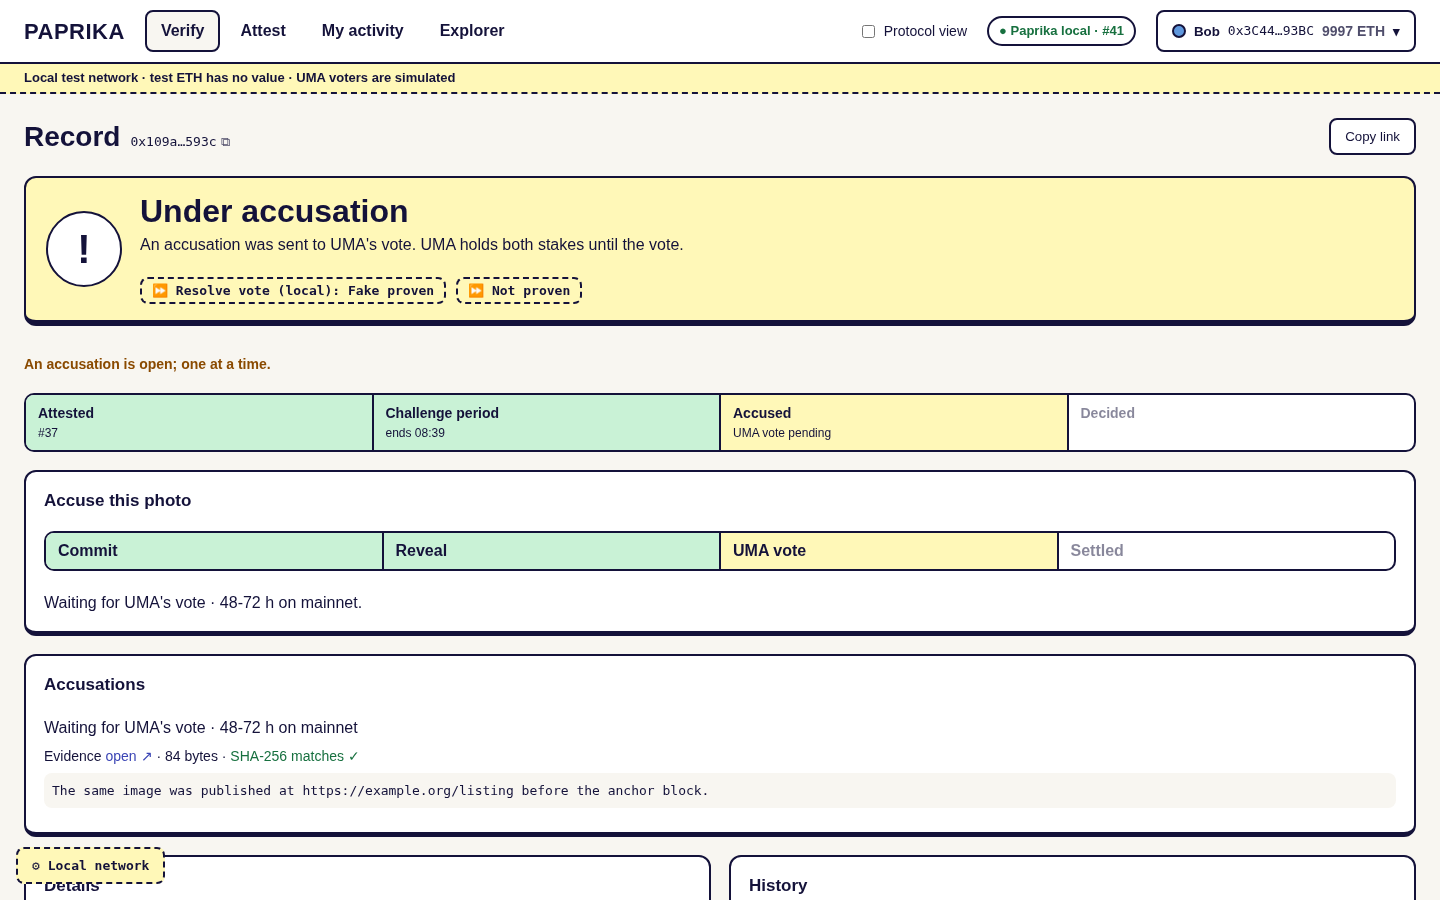 PAPRIKA Verify Attest My activity Explorer Protocol view ● Paprika local · #41 Bob 0x3C44…93BC 9997 ETH ▾
Local test network · test ETH has no value · UMA voters are simulated
Record 0x109a…593c ⧉ Copy link
!
Under accusation
An accusation was sent to UMA's vote. UMA holds both stakes until the vote.
⏩ Resolve vote (local): Fake proven ⏩ Not proven
An accusation is open; one at a time.
Attested Challenge period Accused Decided
#37 ends 08:39 UMA vote pending
Accuse this photo
Commit Reveal UMA vote Settled
Waiting for UMA's vote · 48-72 h on mainnet.
Accusations
Waiting for UMA's vote · 48-72 h on mainnet
Evidence open ↗ · 84 bytes · SHA-256 matches ✓
The same image was published at https://example.org/listing before the anchor block.
⚙ Local network
Details History